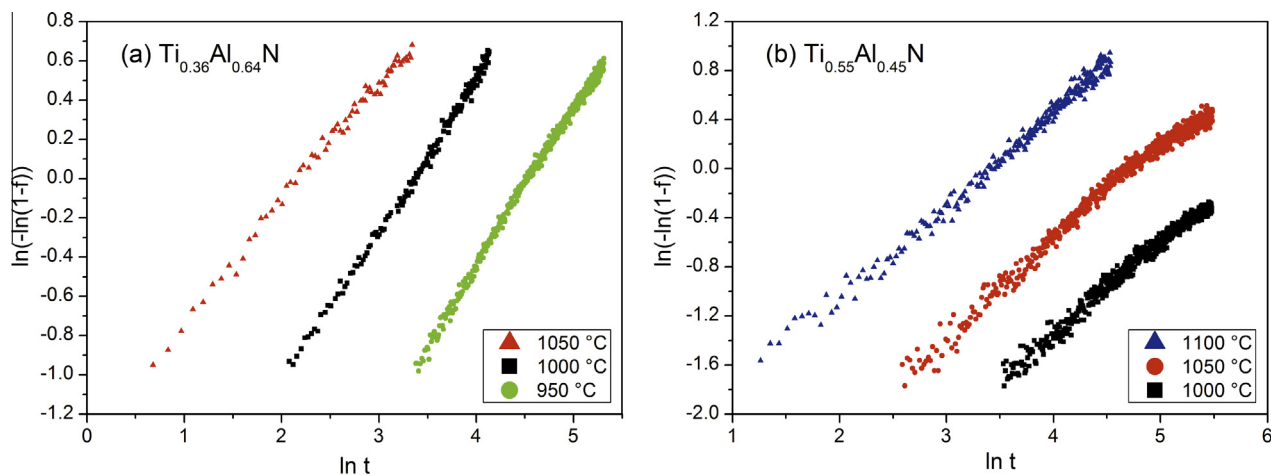 (a) Ti0.36Al0.64N
ln(-ln(1-f))
0.8
0.6
0.4
0.2
0.0
-0.2
-0.4
-0.6
-0.8
-1.0
-1.2
1050 °C
1000 °C
950 °C
0 1 2 3 4 5
ln t
(b) Ti0.55Al0.45N
ln(-ln(1-f))
1.2
0.8
0.4
0.0
-0.4
-0.8
-1.2
-1.6
-2.0
1100 °C
1050 °C
1000 °C
1 2 3 4 5 6
ln t